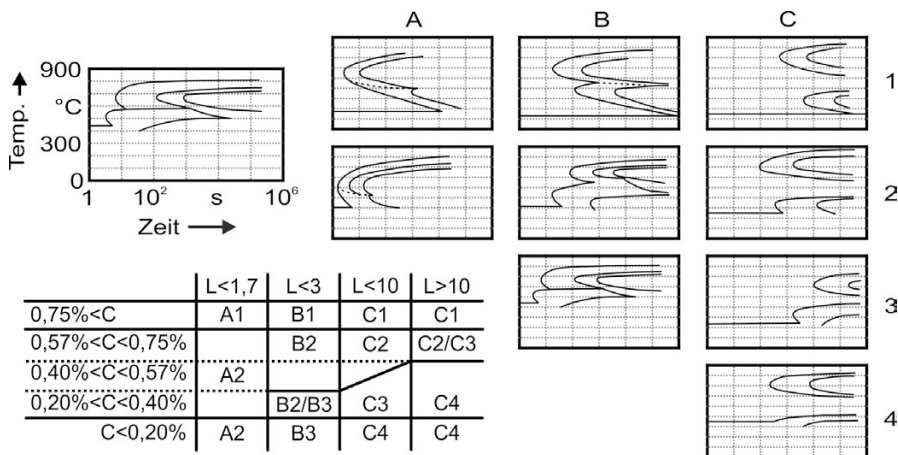 A B C
900
°C
300
0
Temp.
1 10² s 10⁶
Zeit
1
2
3
4
L<1,7 L<3 L<10 L>10
0,75%<C A1 B1 C1 C1
0,57%<C<0,75% B2 C2 C2/C3
0,40%<C<0,57% A2
0,20%<C<0,40% B2/B3 C3 C4
C<0,20% A2 B3 C4 C4